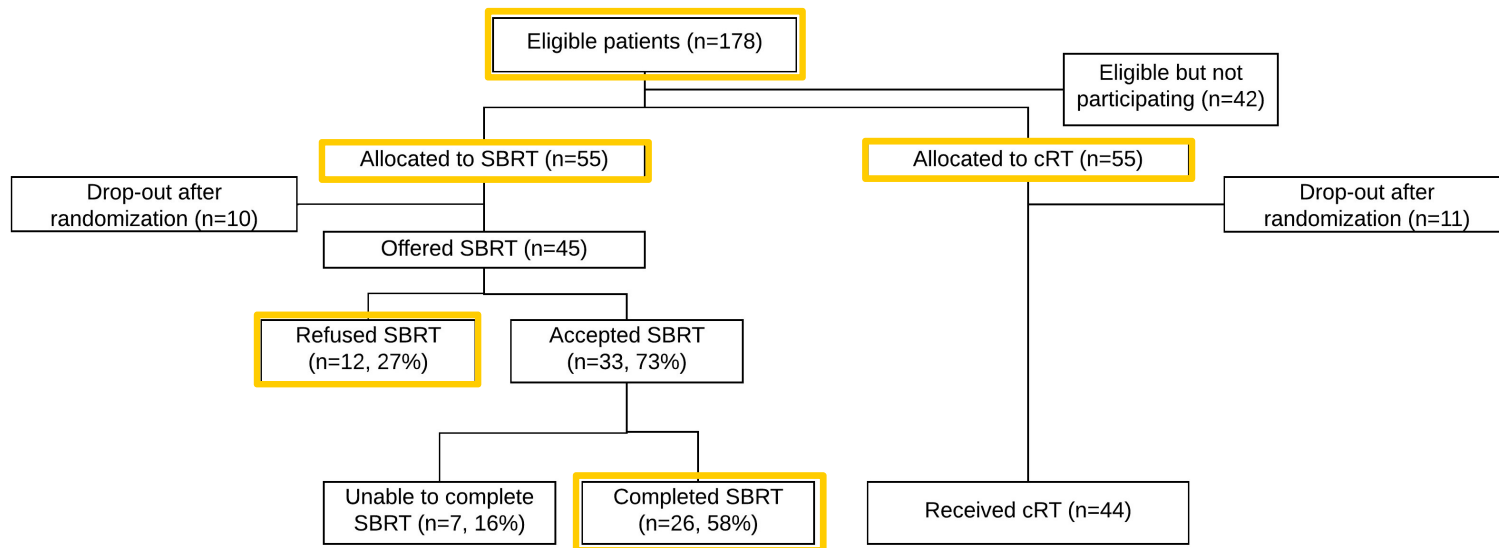 Eligible patients (n=178)
Eligible but not
participating (n=42)
Allocated to SBRT (n=55)
Allocated to cRT (n=55)
Drop-out after
randomization (n=10)
Drop-out after
randomization (n=11)
Offered SBRT (n=45)
Refused SBRT
(n=12, 27%)
Accepted SBRT
(n=33, 73%)
Unable to complete
SBRT (n=7, 16%)
Completed SBRT
(n=26, 58%)
Received cRT (n=44)